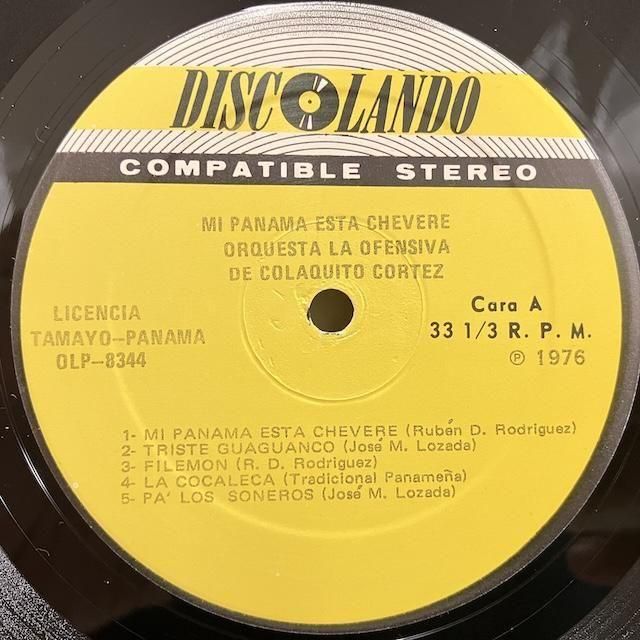 DISCOLANDO
COMPATIBLE STEREO
MI PANAMA ESTA CHEVERE
ORQUESTA LA OFENSIVA
DE COLAQUITO CORTEZ
LICENCIA
TAMAYO-PANAMA
OLP-8344
Cara A
33 1/3 R. P. M.
℗ 1976
1- MI PANAMA ESTA CHEVERE (Rubén D. Rodriguez)
2- TRISTE GUAGUANCO (José M. Lozada)
3- FILEMON (R. D. Rodriguez)
4- LA COCALECA (Tradicional Panameña)
5- PA' LOS SONEROS (José M. Lozada)